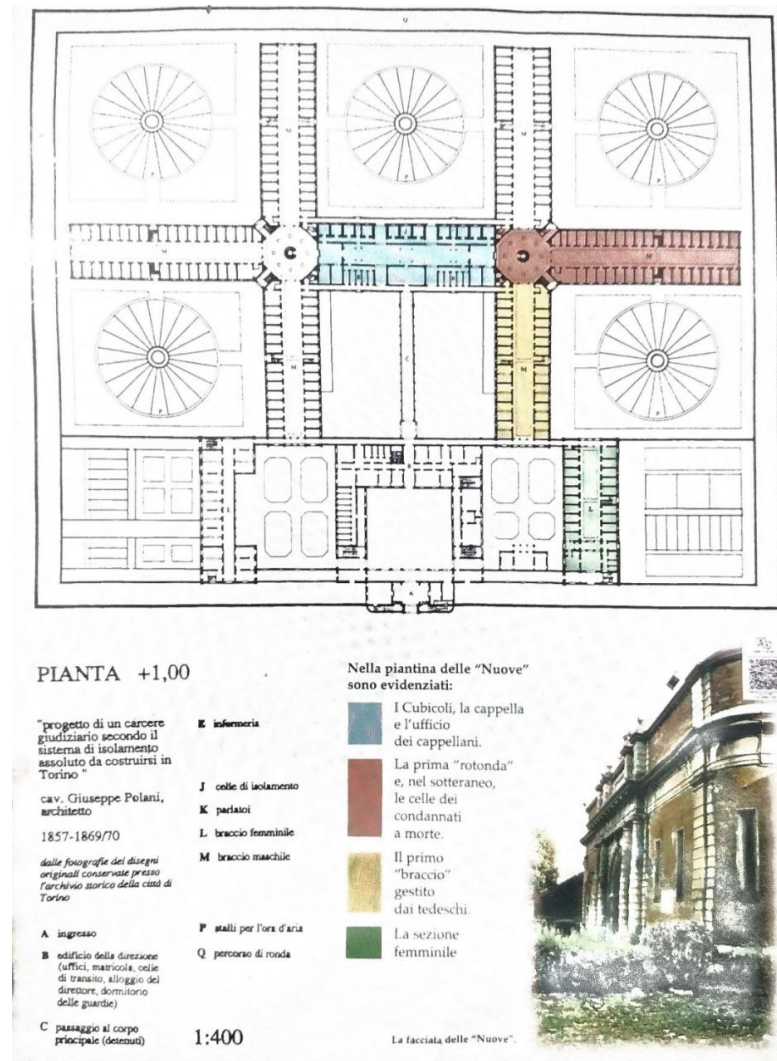 Q
M
M
P
P
P
M
M
C
M
M
P
P
B
L
L
A
PIANTA +1,00
"progetto di un carcere
giudiziario secondo il
sistema di isolamento
assoluto da costruirsi in
Torino "
cav. Giuseppe Polani,
architetto
1857-1869/70
dalle fotografie dei disegni
originali conservate presso
l'archivio storico della città di
Torino
A ingresso
B edificio della direzione
(uffici, matricola, celle
di transito, alloggio del
direttore, dormitorio
delle guardie)
C passaggio al corpo
principale (detenuti)
E infermeria
J celle di isolamento
K parlatoi
L braccio femminile
M braccio maschile
P stalli per l'ora d'aria
Q percorso di ronda
1:400
Nella piantina delle "Nuove"
sono evidenziati:
I Cubicoli, la cappella
e l'ufficio
dei cappellani.
La prima "rotonda"
e, nel sotteraneo,
le celle dei
condannati
a morte.
Il primo
"braccio"
gestito
dai tedeschi.
La sezione
femminile
La facciata delle "Nuove".